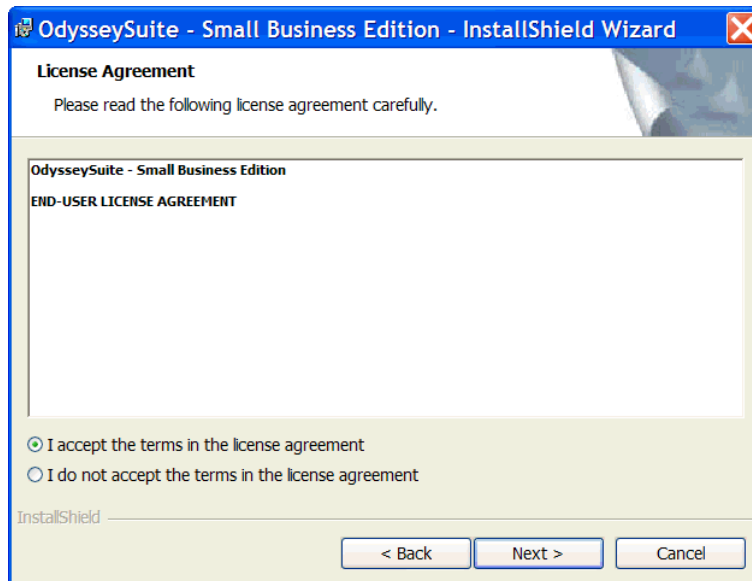 OdysseySuite - Small Business Edition - InstallShield Wizard
License Agreement
Please read the following license agreement carefully.
OdysseySuite - Small Business Edition
END-USER LICENSE AGREEMENT
I accept the terms in the license agreement
I do not accept the terms in the license agreement
InstallShield
< Back Next > Cancel